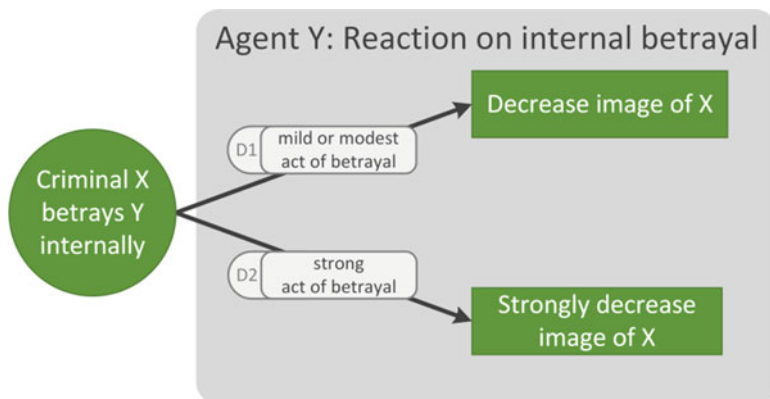 Agent Y: Reaction on internal betrayal
Criminal X
betrays Y
internally
D1
mild or modest
act of betrayal
Decrease image of X
D2
strong
act of betrayal
Strongly decrease
image of X